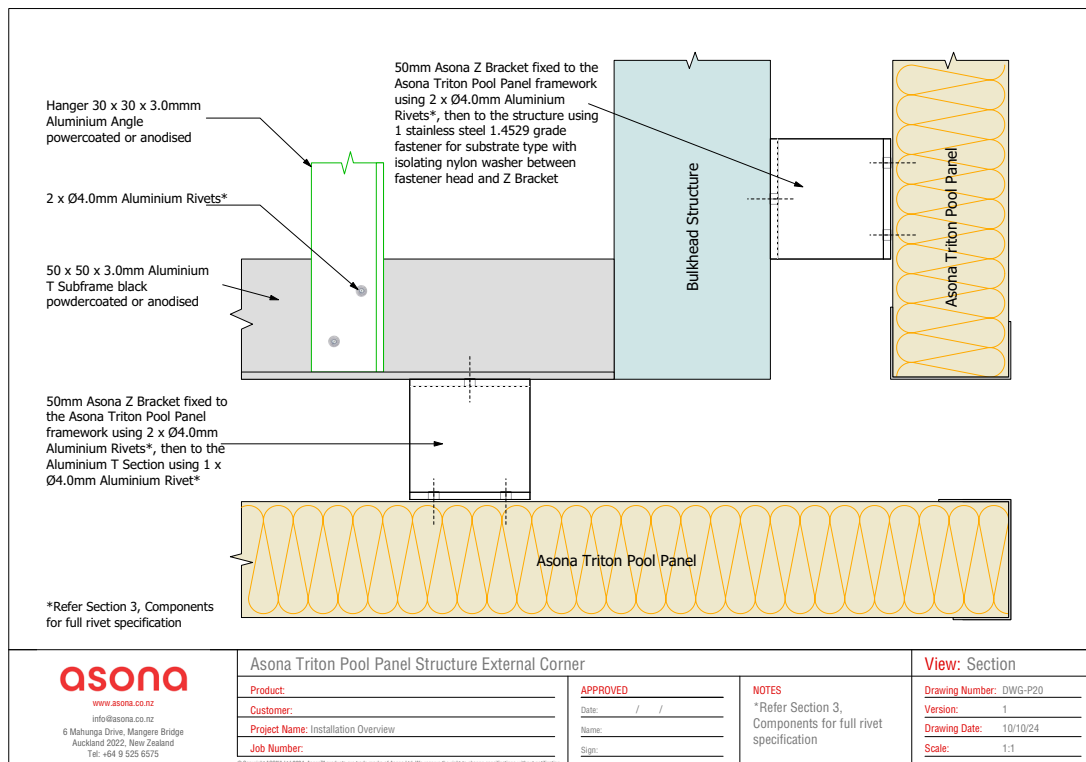 50mm Asona Z Bracket fixed to the
Asona Triton Pool Panel framework
using 2 x Ø4.0mm Aluminium
Rivets*, then to the structure using
1 stainless steel 1.4529 grade
fastener for substrate type with
isolating nylon washer between
fastener head and Z Bracket
Hanger 30 x 30 x 3.0mmm
Aluminium Angle
powercoated or anodised
2 x Ø4.0mm Aluminium Rivets*
50 x 50 x 3.0mm Aluminium
T Subframe black
powdercoated or anodised
Bulkhead Structure
Asona Triton Pool Panel
50mm Asona Z Bracket fixed to
the Asona Triton Pool Panel
framework using 2 x Ø4.0mm
Aluminium Rivets*, then to the
Aluminium T Section using 1 x
Ø4.0mm Aluminium Rivet*
Asona Triton Pool Panel
*Refer Section 3, Components
for full rivet specification
asona
www.asona.co.nz
info@asona.co.nz
6 Mahunga Drive, Mangere Bridge
Auckland 2022, New Zealand
Tel: +64 9 525 6575
Asona Triton Pool Panel Structure External Corner
Product:
Customer:
Project Name: Installation Overview
Job Number:
APPROVED
Date: / /
Name:
Sign:
NOTES
*Refer Section 3,
Components for full rivet
specification
View: Section
Drawing Number: DWG-P20
Version: 1
Drawing Date: 10/10/24
Scale: 1:1